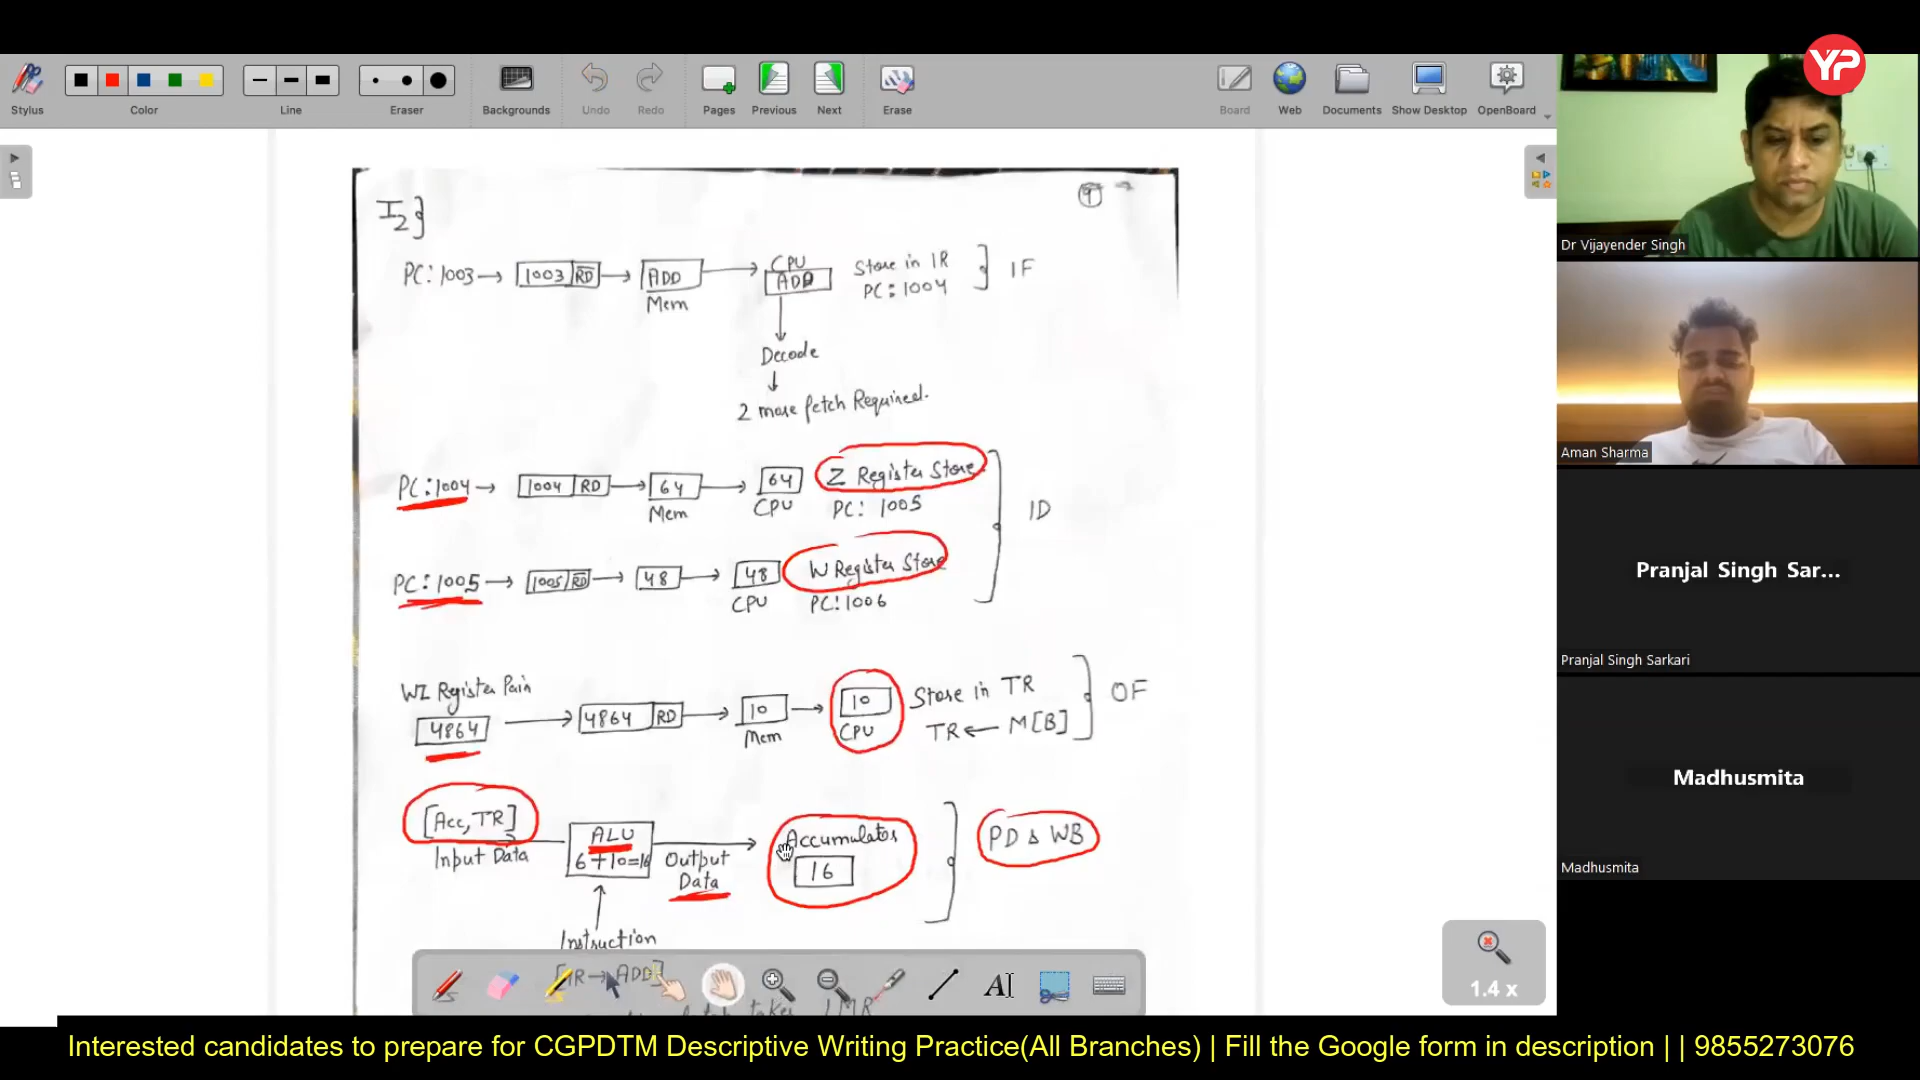 YP
Stylus
Color
Line
Eraser
Backgrounds
Undo
Redo
Pages
Previous
Next
Erase
Board
Web
Documents
Show Desktop
OpenBoard
I2}
9
PC:1003 → 1003 RD → ADD → CPU ADD Store in IR } IF
Mem
PC:1004
Decode
2 more fetch Required.
PC:1004 → 1004 RD → 64 → 64 Z Register Store
Mem CPU PC: 1005
ID
PC:1005 → 1005 RD → 48 → 48 W Register Store
CPU PC:1006
WZ Register Pair
4864 → 4864 RD → 10 → 10 Store in TR } OF
Mem CPU TR ← M[B]
[Acc, TR] ALU Accumulator } PD & WB
Input Data 6+10=16 Output Data 16
Instruction
[IR → ADD]
1.4 x
Dr Vijayender Singh
Aman Sharma
Pranjal Singh Sar...
Pranjal Singh Sarkari
Madhusmita
Madhusmita
Interested candidates to prepare for CGPDTM Descriptive Writing Practice(All Branches) | Fill the Google form in description | | 9855273076